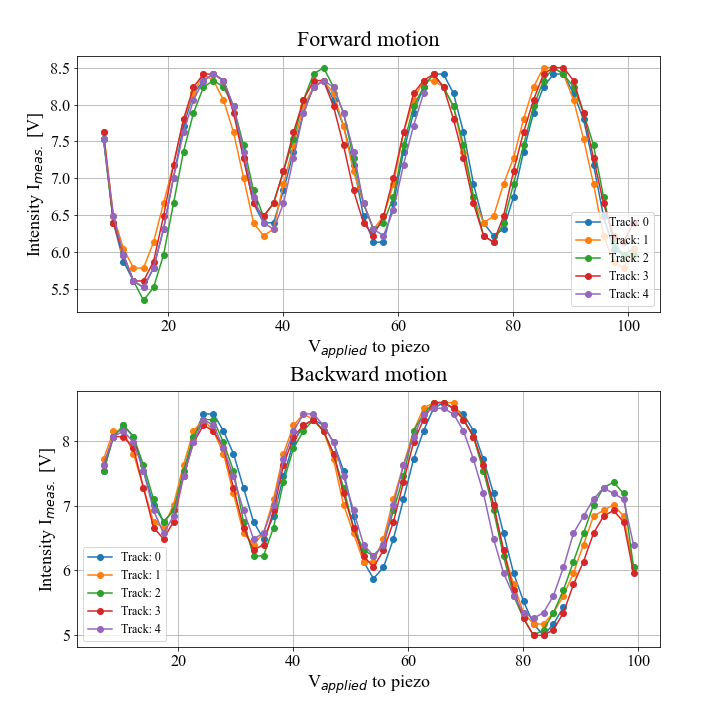 Forward motion
Intensity I_meas. [V]
8.5
8.0
7.5
7.0
6.5
6.0
5.5
Track: 0
Track: 1
Track: 2
Track: 3
Track: 4
20 40 60 80 100
V_applied to piezo
Backward motion
Intensity I_meas. [V]
8
7
6
5
Track: 0
Track: 1
Track: 2
Track: 3
Track: 4
20 40 60 80 100
V_applied to piezo